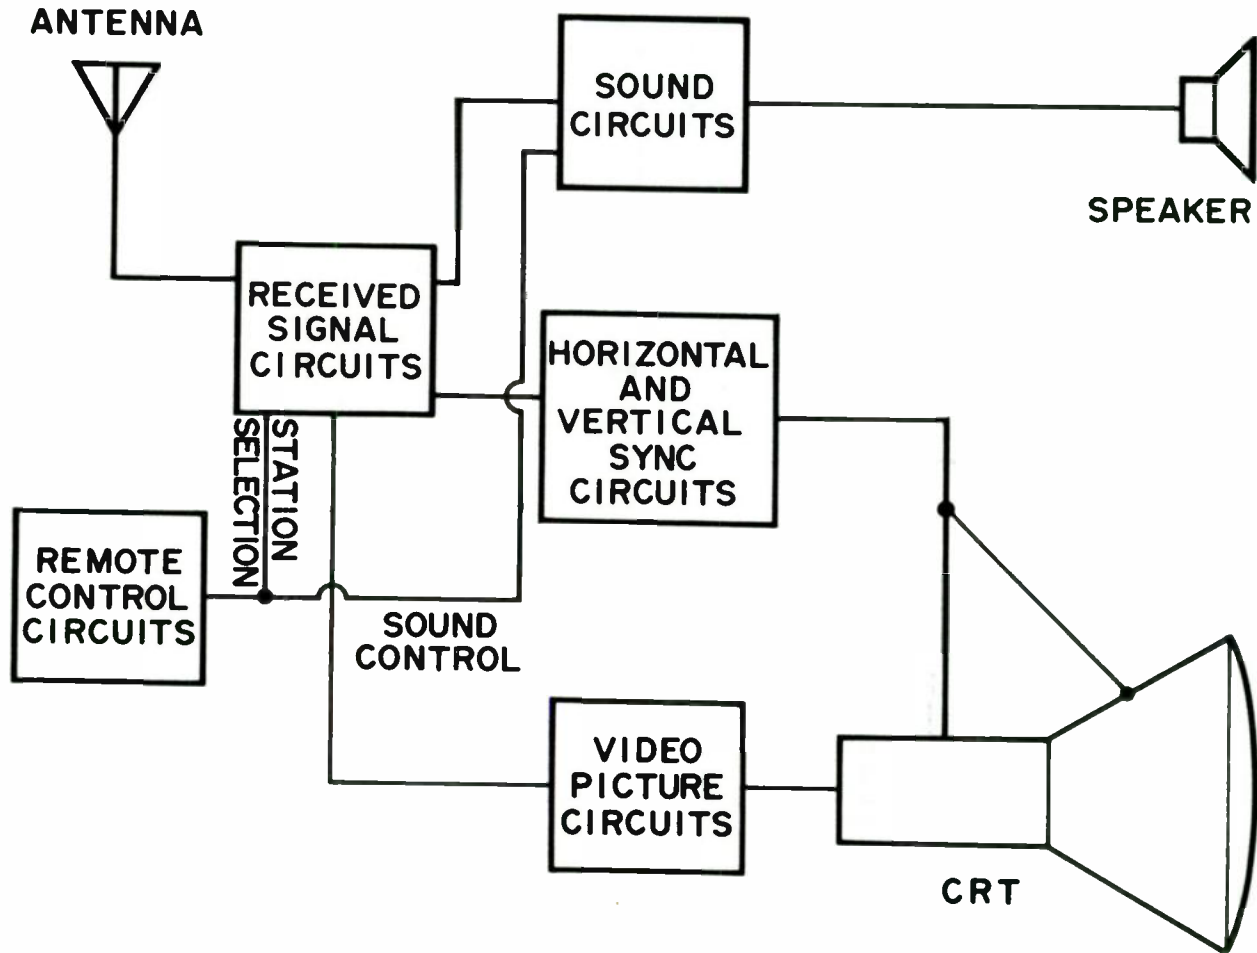 ANTENNA
SOUND
CIRCUITS
SPEAKER
RECEIVED
SIGNAL
CIRCUITS
HORIZONTAL
AND
VERTICAL
SYNC
CIRCUITS
STATION
SELECTION
REMOTE
CONTROL
CIRCUITS
SOUND
CONTROL
VIDEO
PICTURE
CIRCUITS
CRT